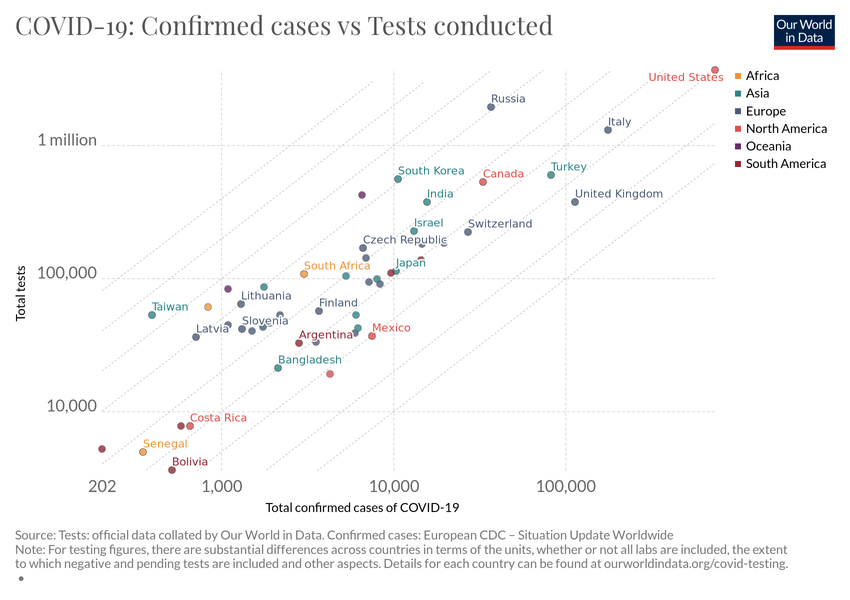 COVID-19: Confirmed cases vs Tests conducted
Our World
in Data
United States
Africa
Asia
Europe
North America
Oceania
South America
Russia
Italy
1 million
South Korea
Canada
Turkey
India
United Kingdom
Israel
Switzerland
Czech Republic
Japan
South Africa
100,000
Total tests
Lithuania
Taiwan
Finland
Slovenia
Latvia
Argentina
Mexico
Bangladesh
10,000
Costa Rica
Senegal
Bolivia
202
1,000
10,000
100,000
Total confirmed cases of COVID-19
Source: Tests: official data collated by Our World in Data. Confirmed cases: European CDC – Situation Update Worldwide
Note: For testing figures, there are substantial differences across countries in terms of the units, whether or not all labs are included, the extent
to which negative and pending tests are included and other aspects. Details for each country can be found at ourworldindata.org/covid-testing.